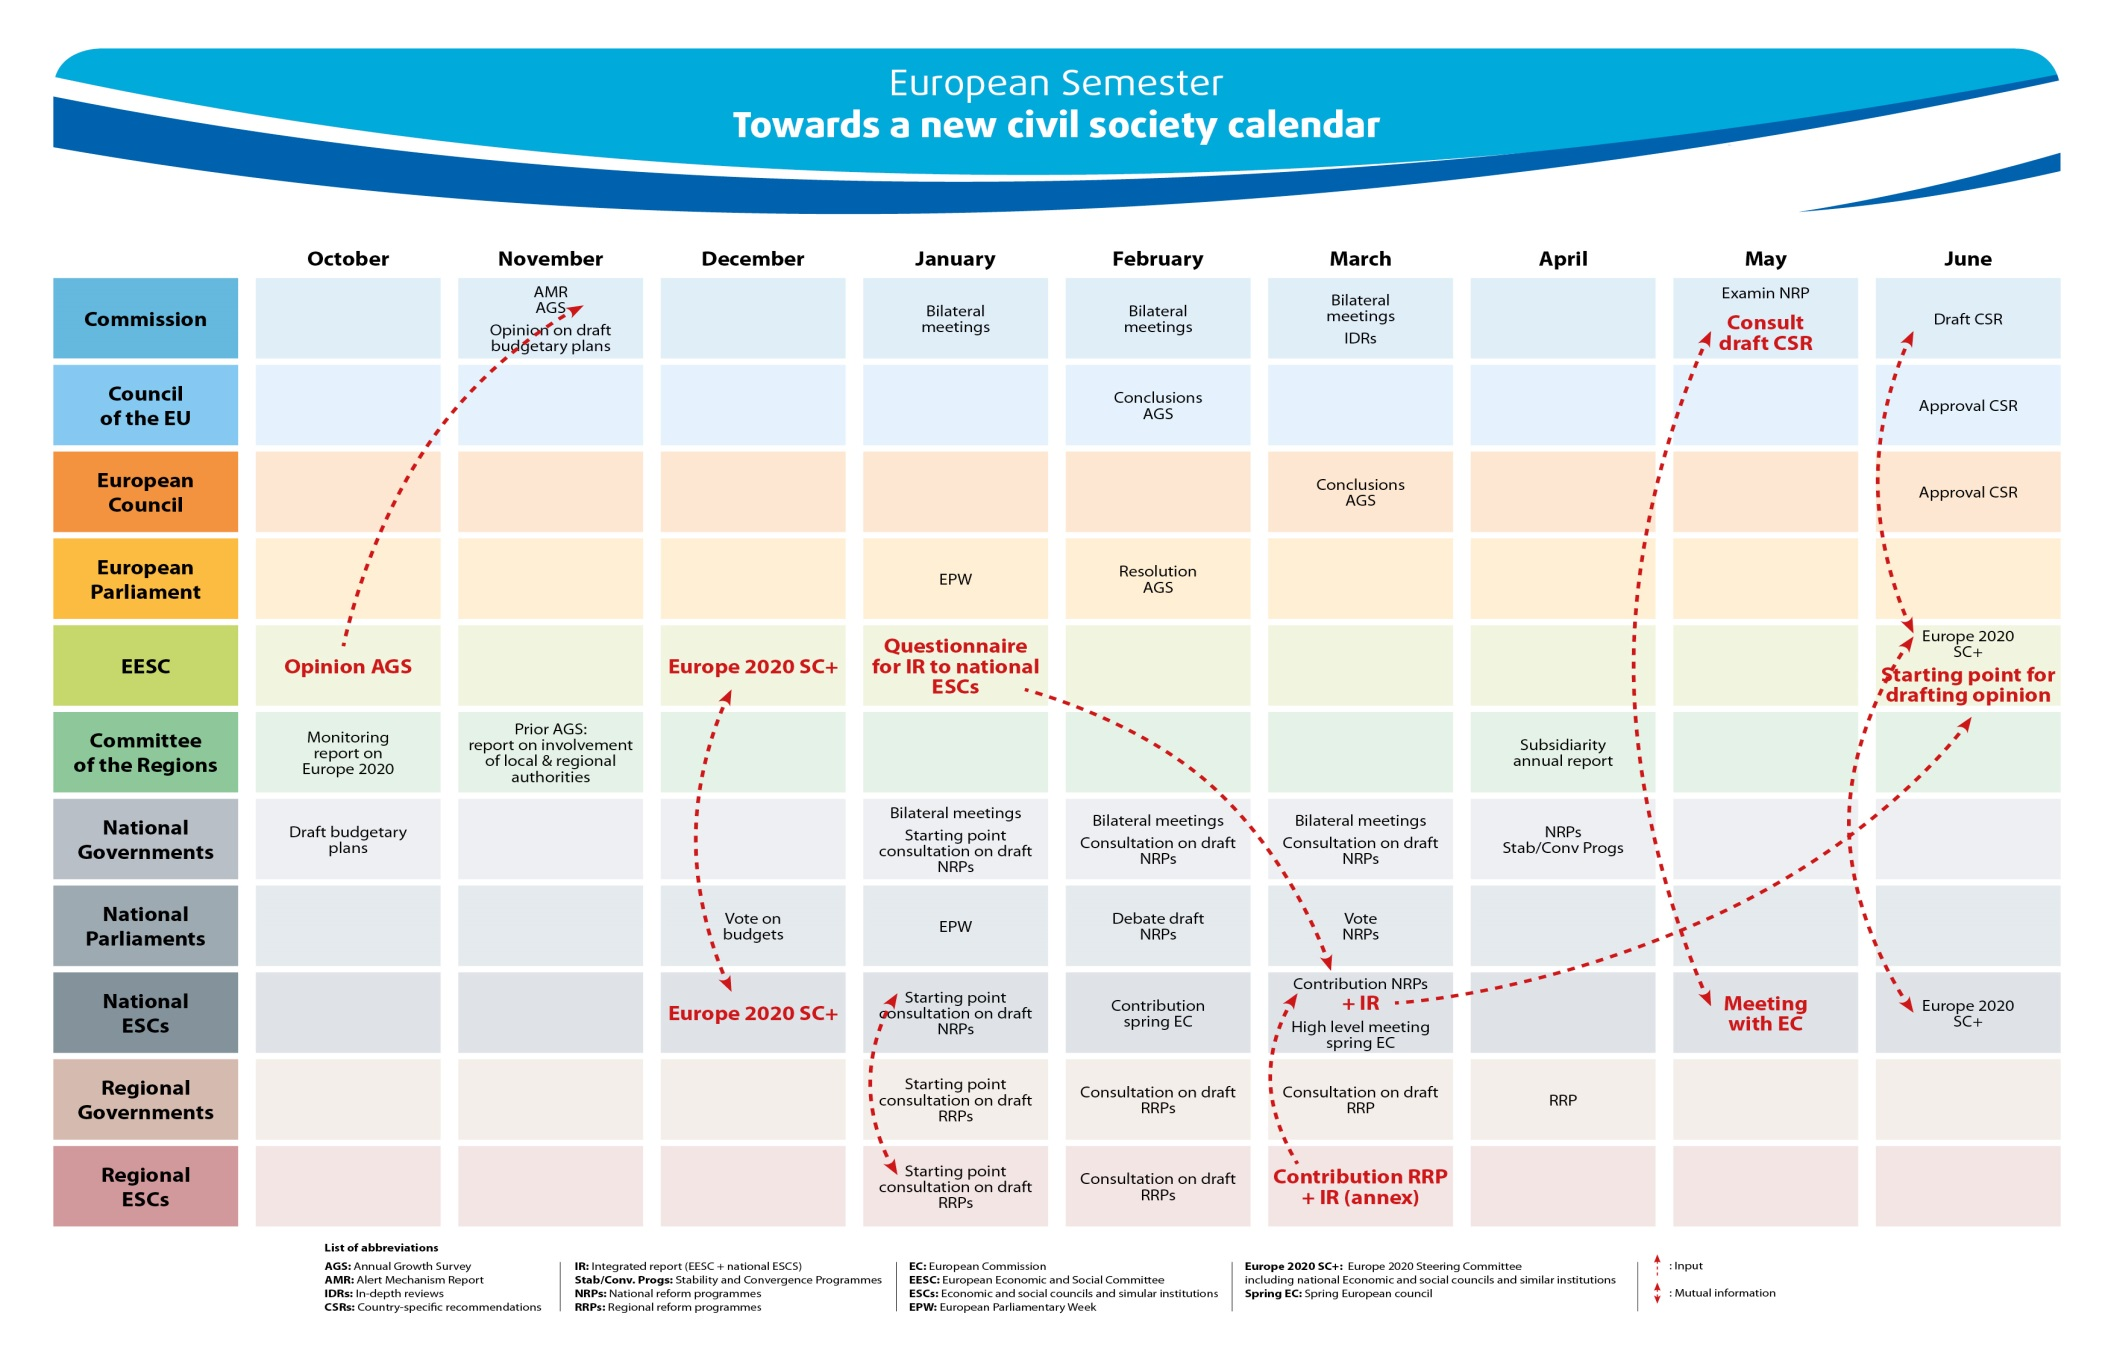 European Semester
Towards a new civil society calendar
October November December January February March April May June
Commission
AMR
AGS
Opinion on draft
budgetary plans
Bilateral
meetings
Bilateral
meetings
Bilateral
meetings
IDRs
Examin NRP
Consult
draft CSR
Draft CSR
Council
of the EU
Conclusions
AGS
Approval CSR
European
Council
Conclusions
AGS
Approval CSR
European
Parliament
EPW
Resolution
AGS
EESC
Opinion AGS
Europe 2020 SC+
Questionnaire
for IR to national
ESCs
Europe 2020
SC+
Starting point for
drafting opinion
Committee
of the Regions
Monitoring
report on
Europe 2020
Prior AGS:
report on involvement
of local & regional
authorities
Subsidiarity
annual report
National
Governments
Draft budgetary
plans
Bilateral meetings
Starting point
consultation on draft
NRPs
Bilateral meetings
Consultation on draft
NRPs
Bilateral meetings
Consultation on draft
NRPs
NRPs
Stab/Conv Progs
National
Parliaments
Vote on
budgets
EPW
Debate draft
NRPs
Vote
NRPs
National
ESCs
Europe 2020 SC+
Starting point
consultation on draft
NRPs
Contribution
spring EC
Contribution NRPs
+ IR
High level meeting
spring EC
Meeting
with EC
Europe 2020
SC+
Regional
Governments
Starting point
consultation on draft
RRPs
Consultation on draft
RRPs
Consultation on draft
RRP
RRP
Regional
ESCs
Starting point
consultation on draft
RRPs
Consultation on draft
RRPs
Contribution RRP
+ IR (annex)
List of abbreviations
AGS: Annual Growth Survey
AMR: Alert Mechanism Report
IDRs: In-depth reviews
CSRs: Country-specific recommendations
IR: Integrated report (EESC + national ESCS)
Stab/Conv. Progs: Stability and Convergence Programmes
NRPs: National reform programmes
RRPs: Regional reform programmes
EC: European Commission
EESC: European Economic and Social Committee
ESCs: Economic and social councils and simular institutions
EPW: European Parliamentary Week
Europe 2020 SC+: Europe 2020 Steering Committee
including national Economic and social councils and similar institutions
Spring EC: Spring European council
: Input
: Mutual information